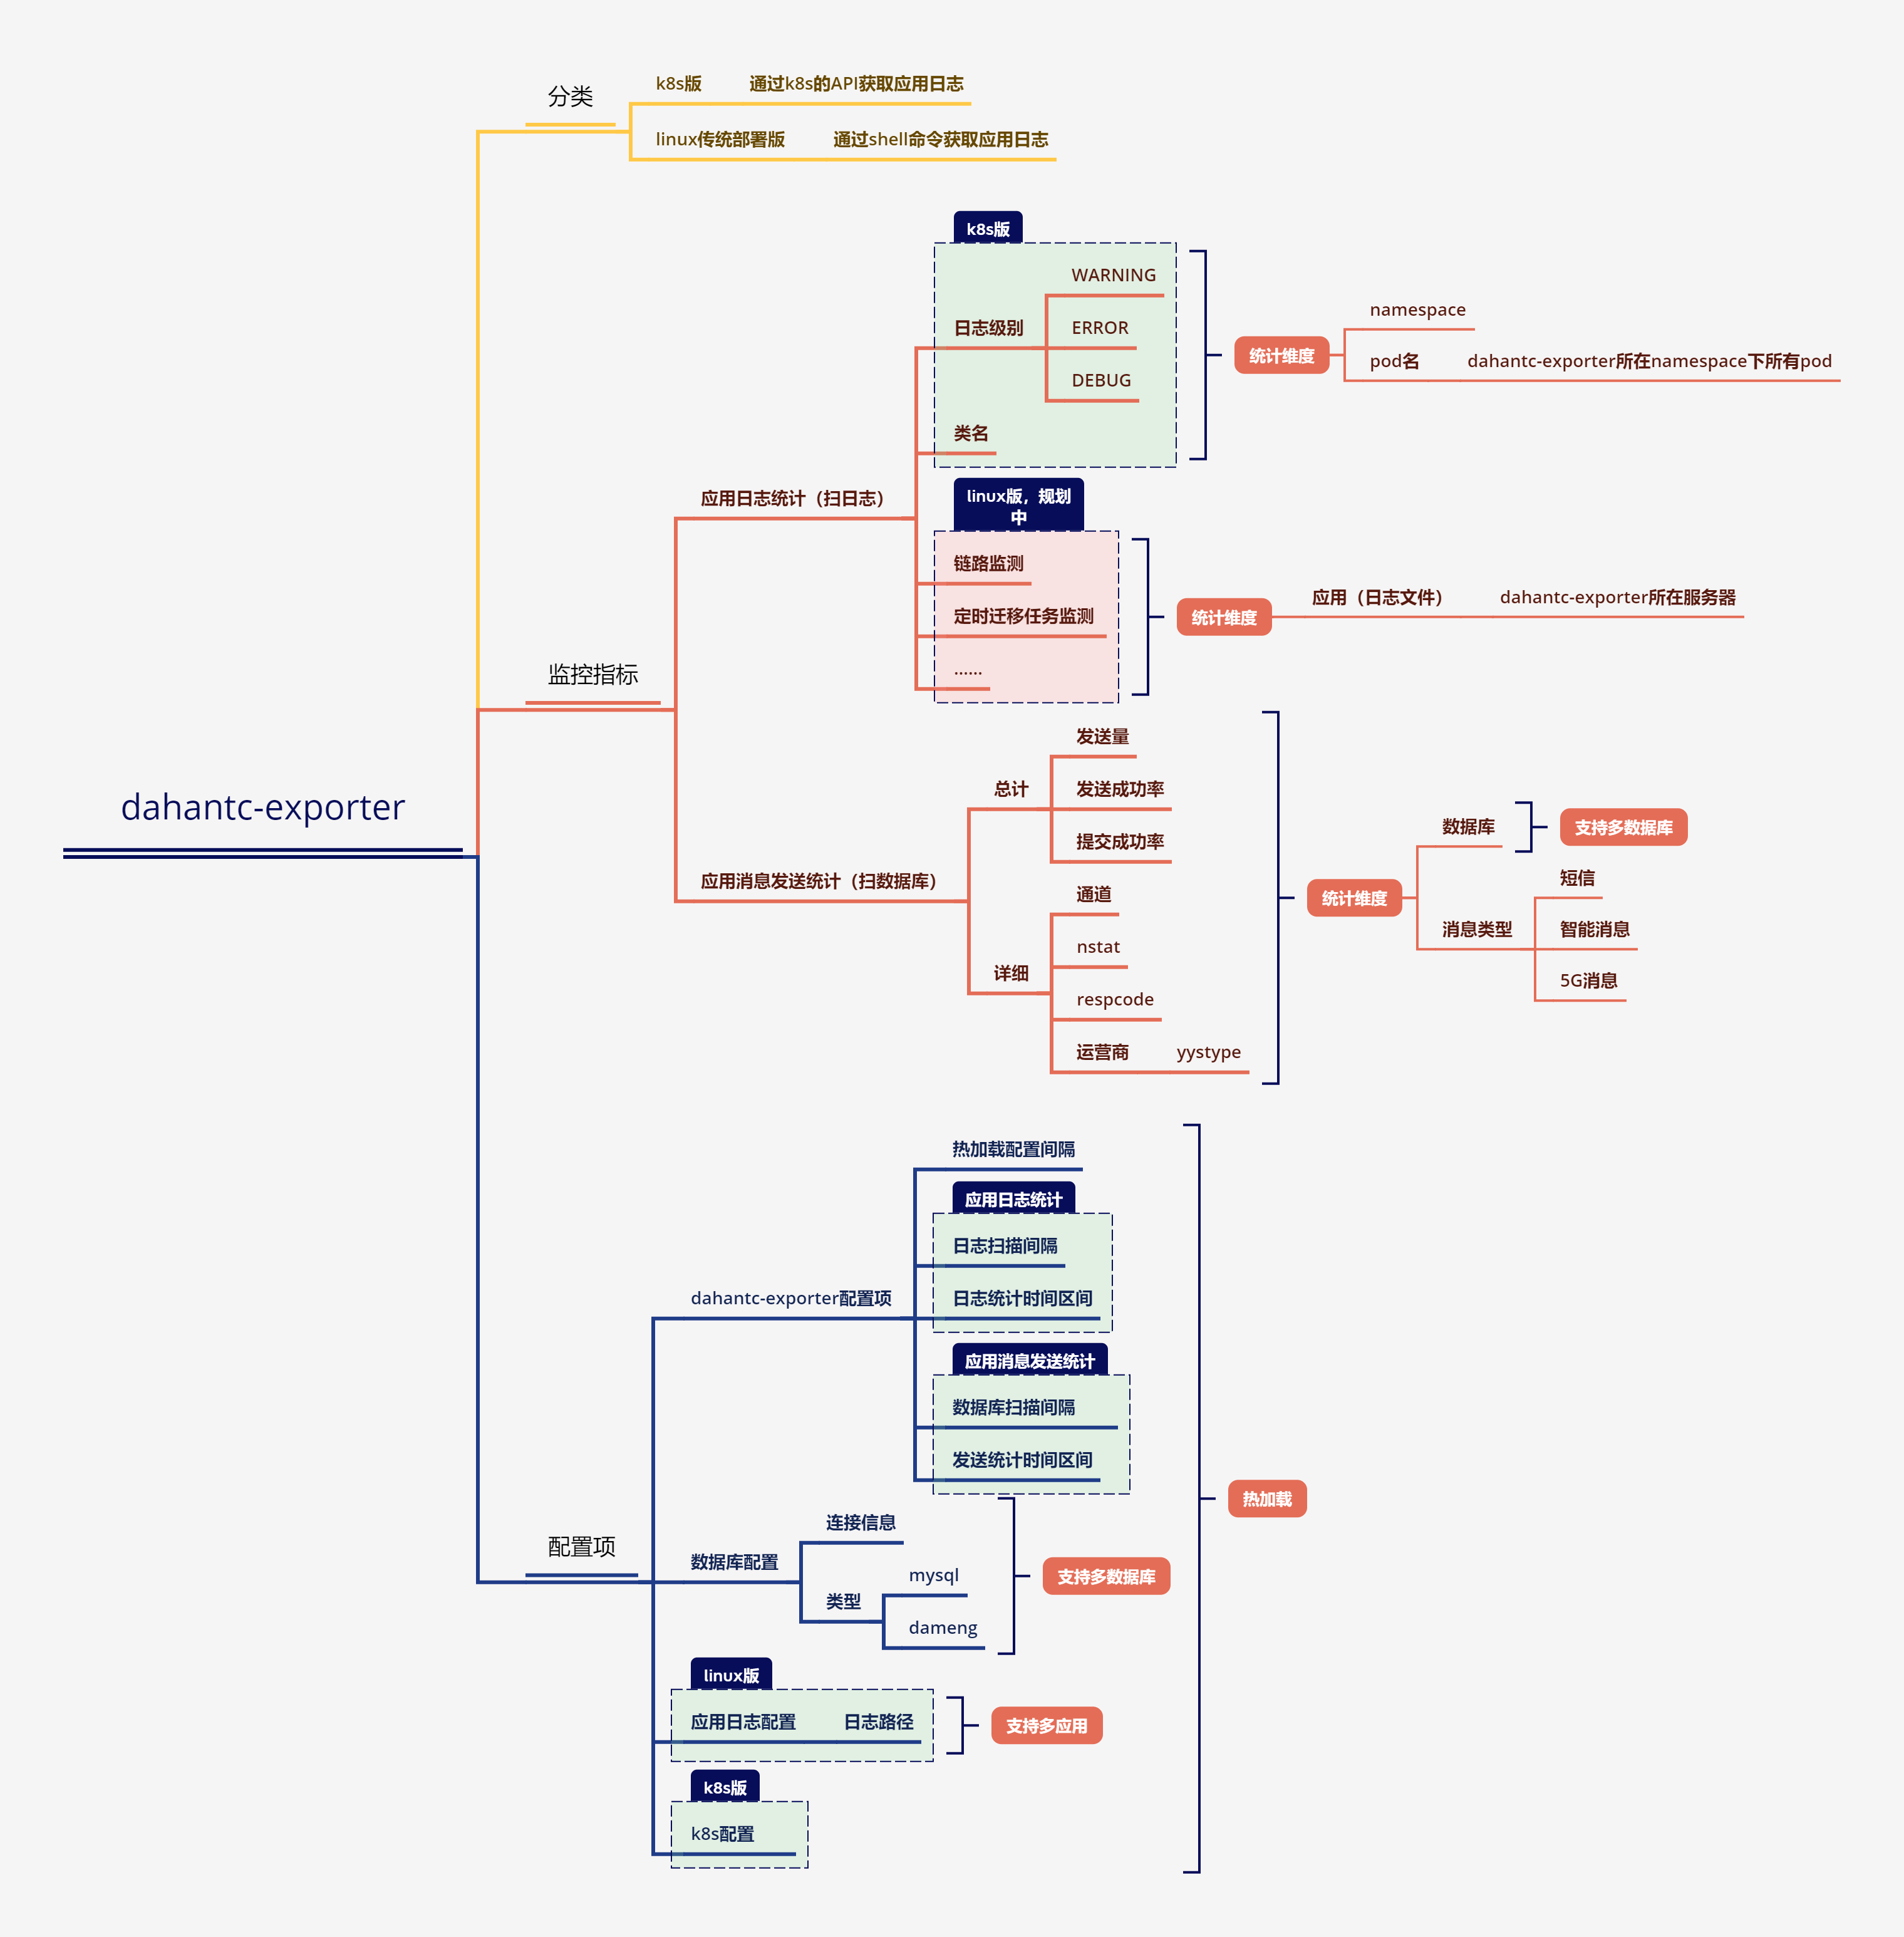 dahantc-exporter
分类
k8s版
通过k8s的API获取应用日志
linux传统部署版
通过shell命令获取应用日志
监控指标
应用日志统计（扫日志）
k8s版
日志级别
WARNING
ERROR
DEBUG
类名
统计维度
namespace
pod名
dahantc-exporter所在namespace下所有pod
linux版，规划
中
链路监测
定时迁移任务监测
……
统计维度
应用（日志文件）
dahantc-exporter所在服务器
应用消息发送统计（扫数据库）
总计
发送量
发送成功率
提交成功率
详细
通道
nstat
respcode
运营商
yystype
统计维度
数据库
支持多数据库
消息类型
短信
智能消息
5G消息
配置项
dahantc-exporter配置项
热加载配置间隔
应用日志统计
日志扫描间隔
日志统计时间区间
应用消息发送统计
数据库扫描间隔
发送统计时间区间
数据库配置
连接信息
类型
mysql
dameng
支持多数据库
linux版
应用日志配置
日志路径
支持多应用
k8s版
k8s配置
热加载